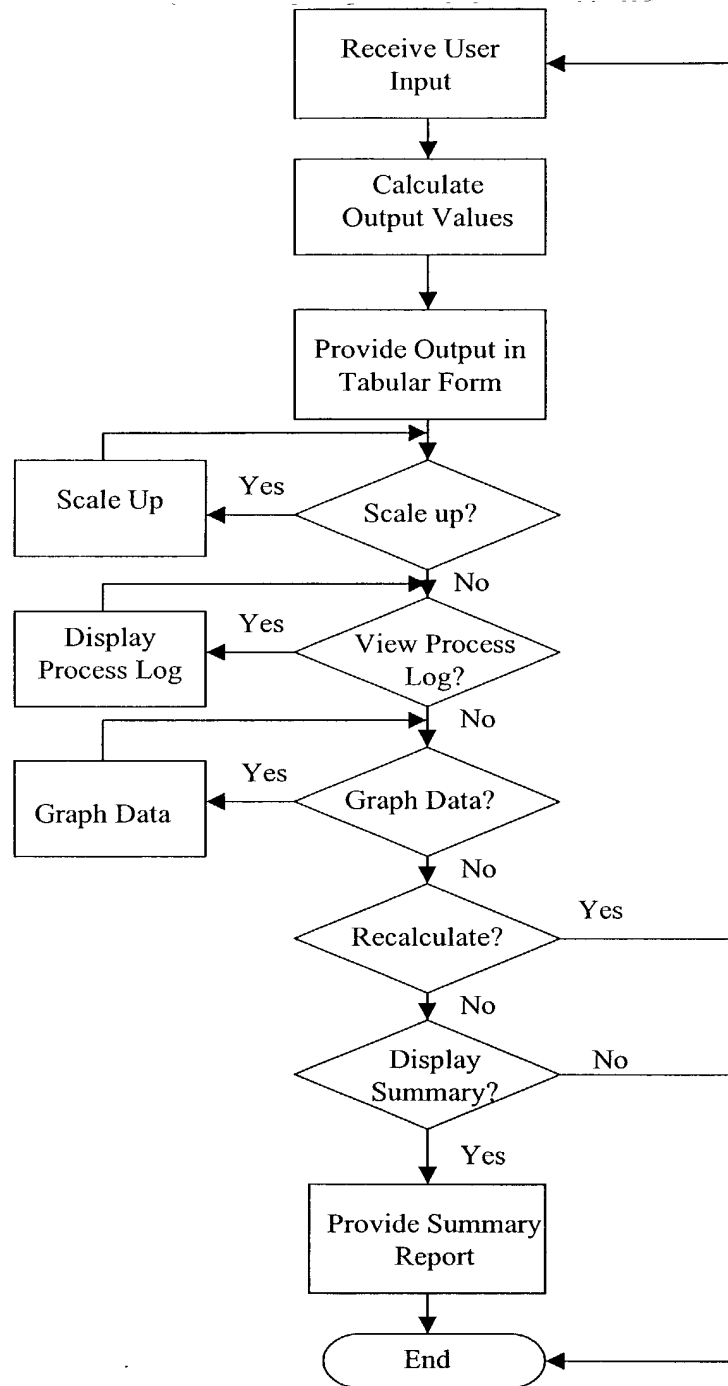 Receive User
Input
Calculate
Output Values
Provide Output in
Tabular Form
Scale Up
Yes
Scale up?
No
Display
Process Log
Yes
View Process
Log?
No
Graph Data
Yes
Graph Data?
No
Recalculate?
Yes
No
Display
Summary?
No
Yes
Provide Summary
Report
End